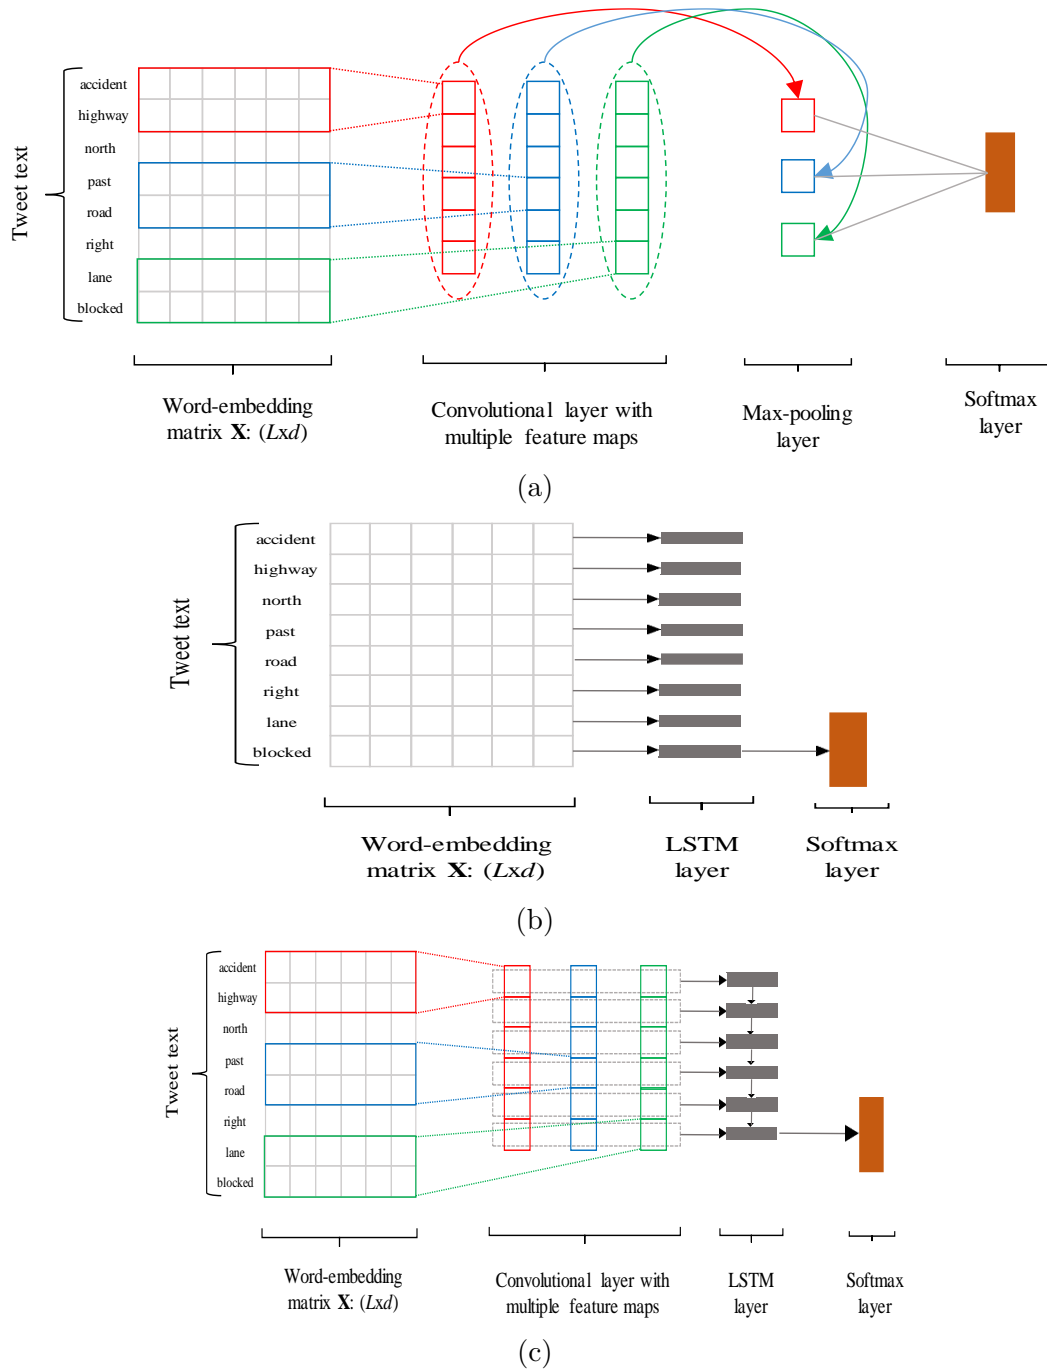 Tweet text
accident
highway
north
past
road
right
lane
blocked
Word-embedding
matrix X: (Lxd)
Convolutional layer with
multiple feature maps
Max-pooling
layer
Softmax
layer
(a)
Tweet text
accident
highway
north
past
road
right
lane
blocked
Word-embedding
matrix X: (Lxd)
LSTM
layer
Softmax
layer
(b)
Tweet text
accident
highway
north
past
road
right
lane
blocked
Word-embedding
matrix X: (Lxd)
Convolutional layer with
multiple feature maps
LSTM
layer
Softmax
layer
(c)